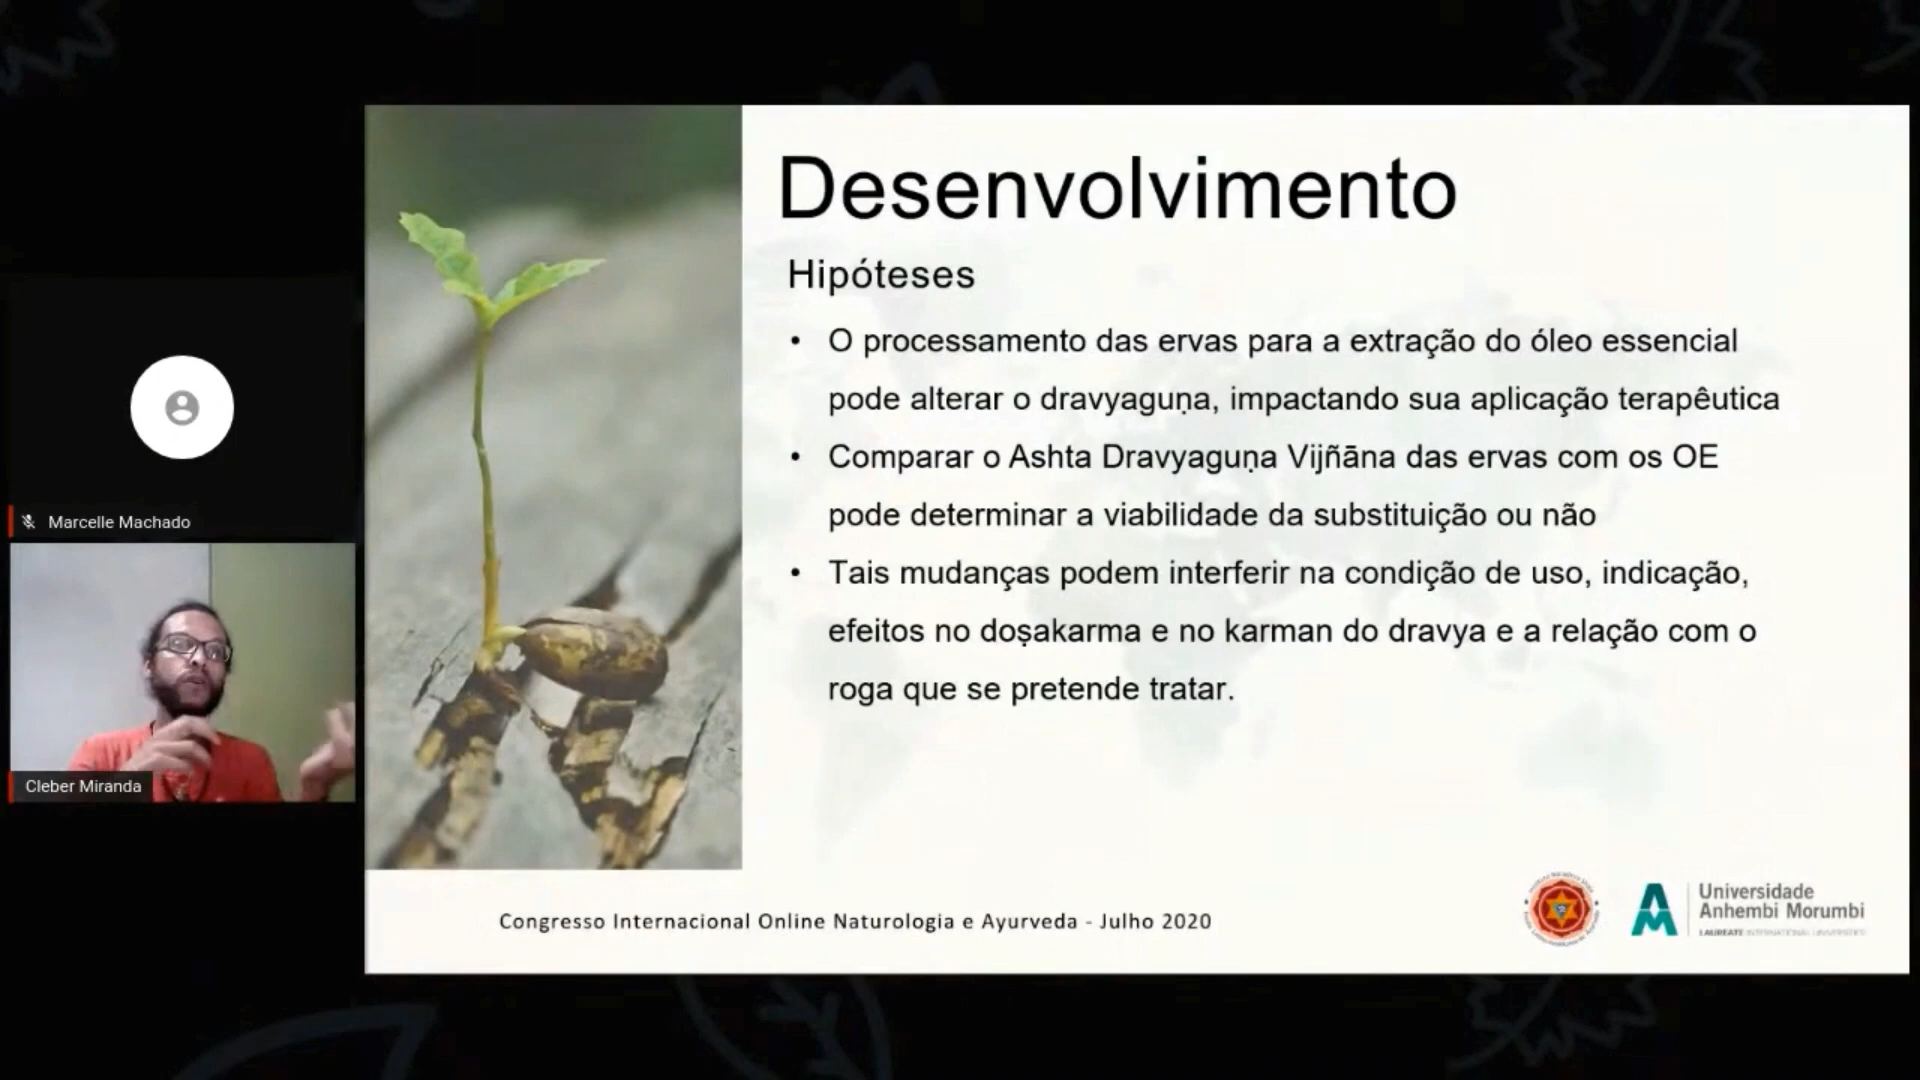 Desenvolvimento
Hipóteses
• O processamento das ervas para a extração do óleo essencial
pode alterar o dravyaguṇa, impactando sua aplicação terapêutica
• Comparar o Ashta Dravyaguṇa Vijñāna das ervas com os OE
pode determinar a viabilidade da substituição ou não
• Tais mudanças podem interferir na condição de uso, indicação,
efeitos no doṣakarma e no karman do dravya e a relação com o
roga que se pretende tratar.
Marcelle Machado
Cleber Miranda
Congresso Internacional Online Naturologia e Ayurveda - Julho 2020
Universidade
Anhembi Morumbi
LAUREATE INTERNATIONAL UNIVERSITIES